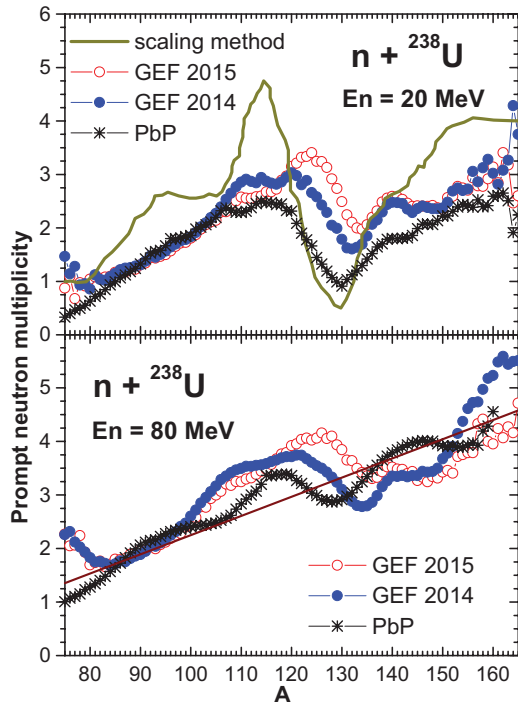 6
scaling method
GEF 2015
GEF 2014
PbP
n + ²³⁸U
En = 20 MeV
5
4
3
2
1
0
Prompt neutron multiplicity
n + ²³⁸U
En = 80 MeV
5
4
3
2
1
0
GEF 2015
GEF 2014
PbP
80 90 100 110 120 130 140 150 160
A